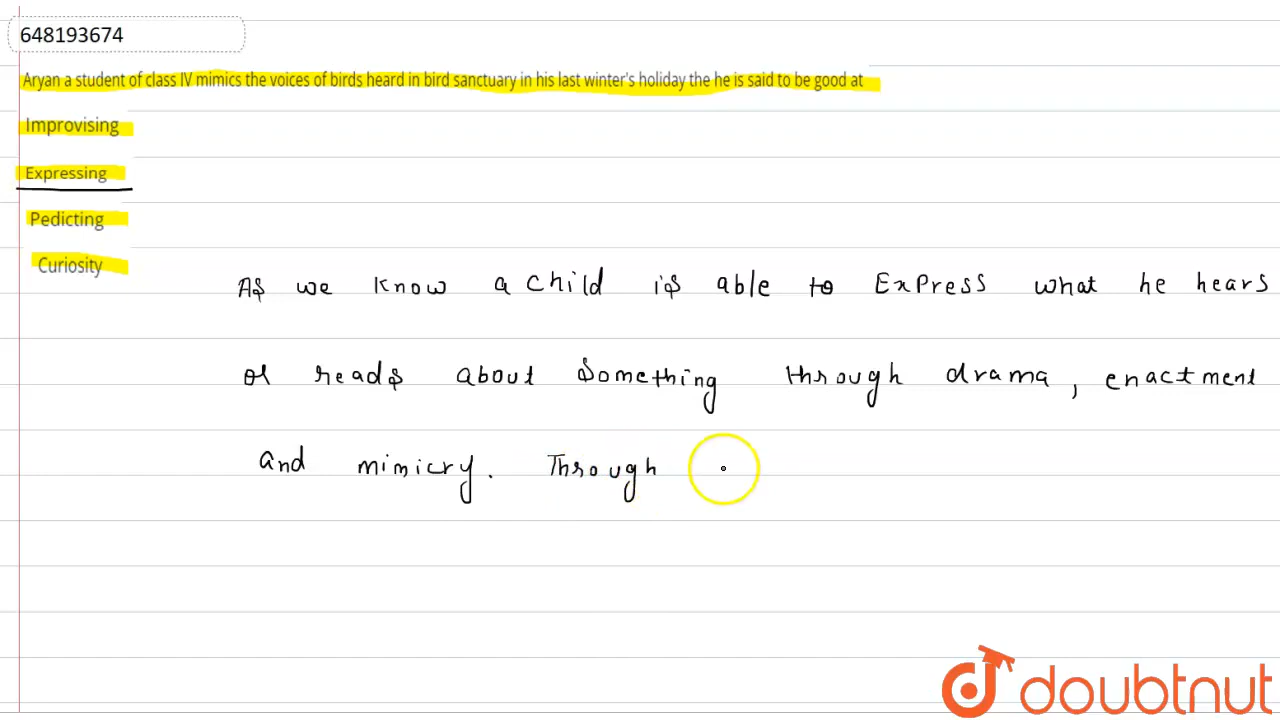 648193674
Aryan a student of class IV mimics the voices of birds heard in bird sanctuary in his last winter's holiday the he is said to be good at
Improvising
Expressing
Pedicting
Curiosity
As we know a child is able to Express what he hears
or reads about something through drama, enactment
and mimicry. Through
doubtnut